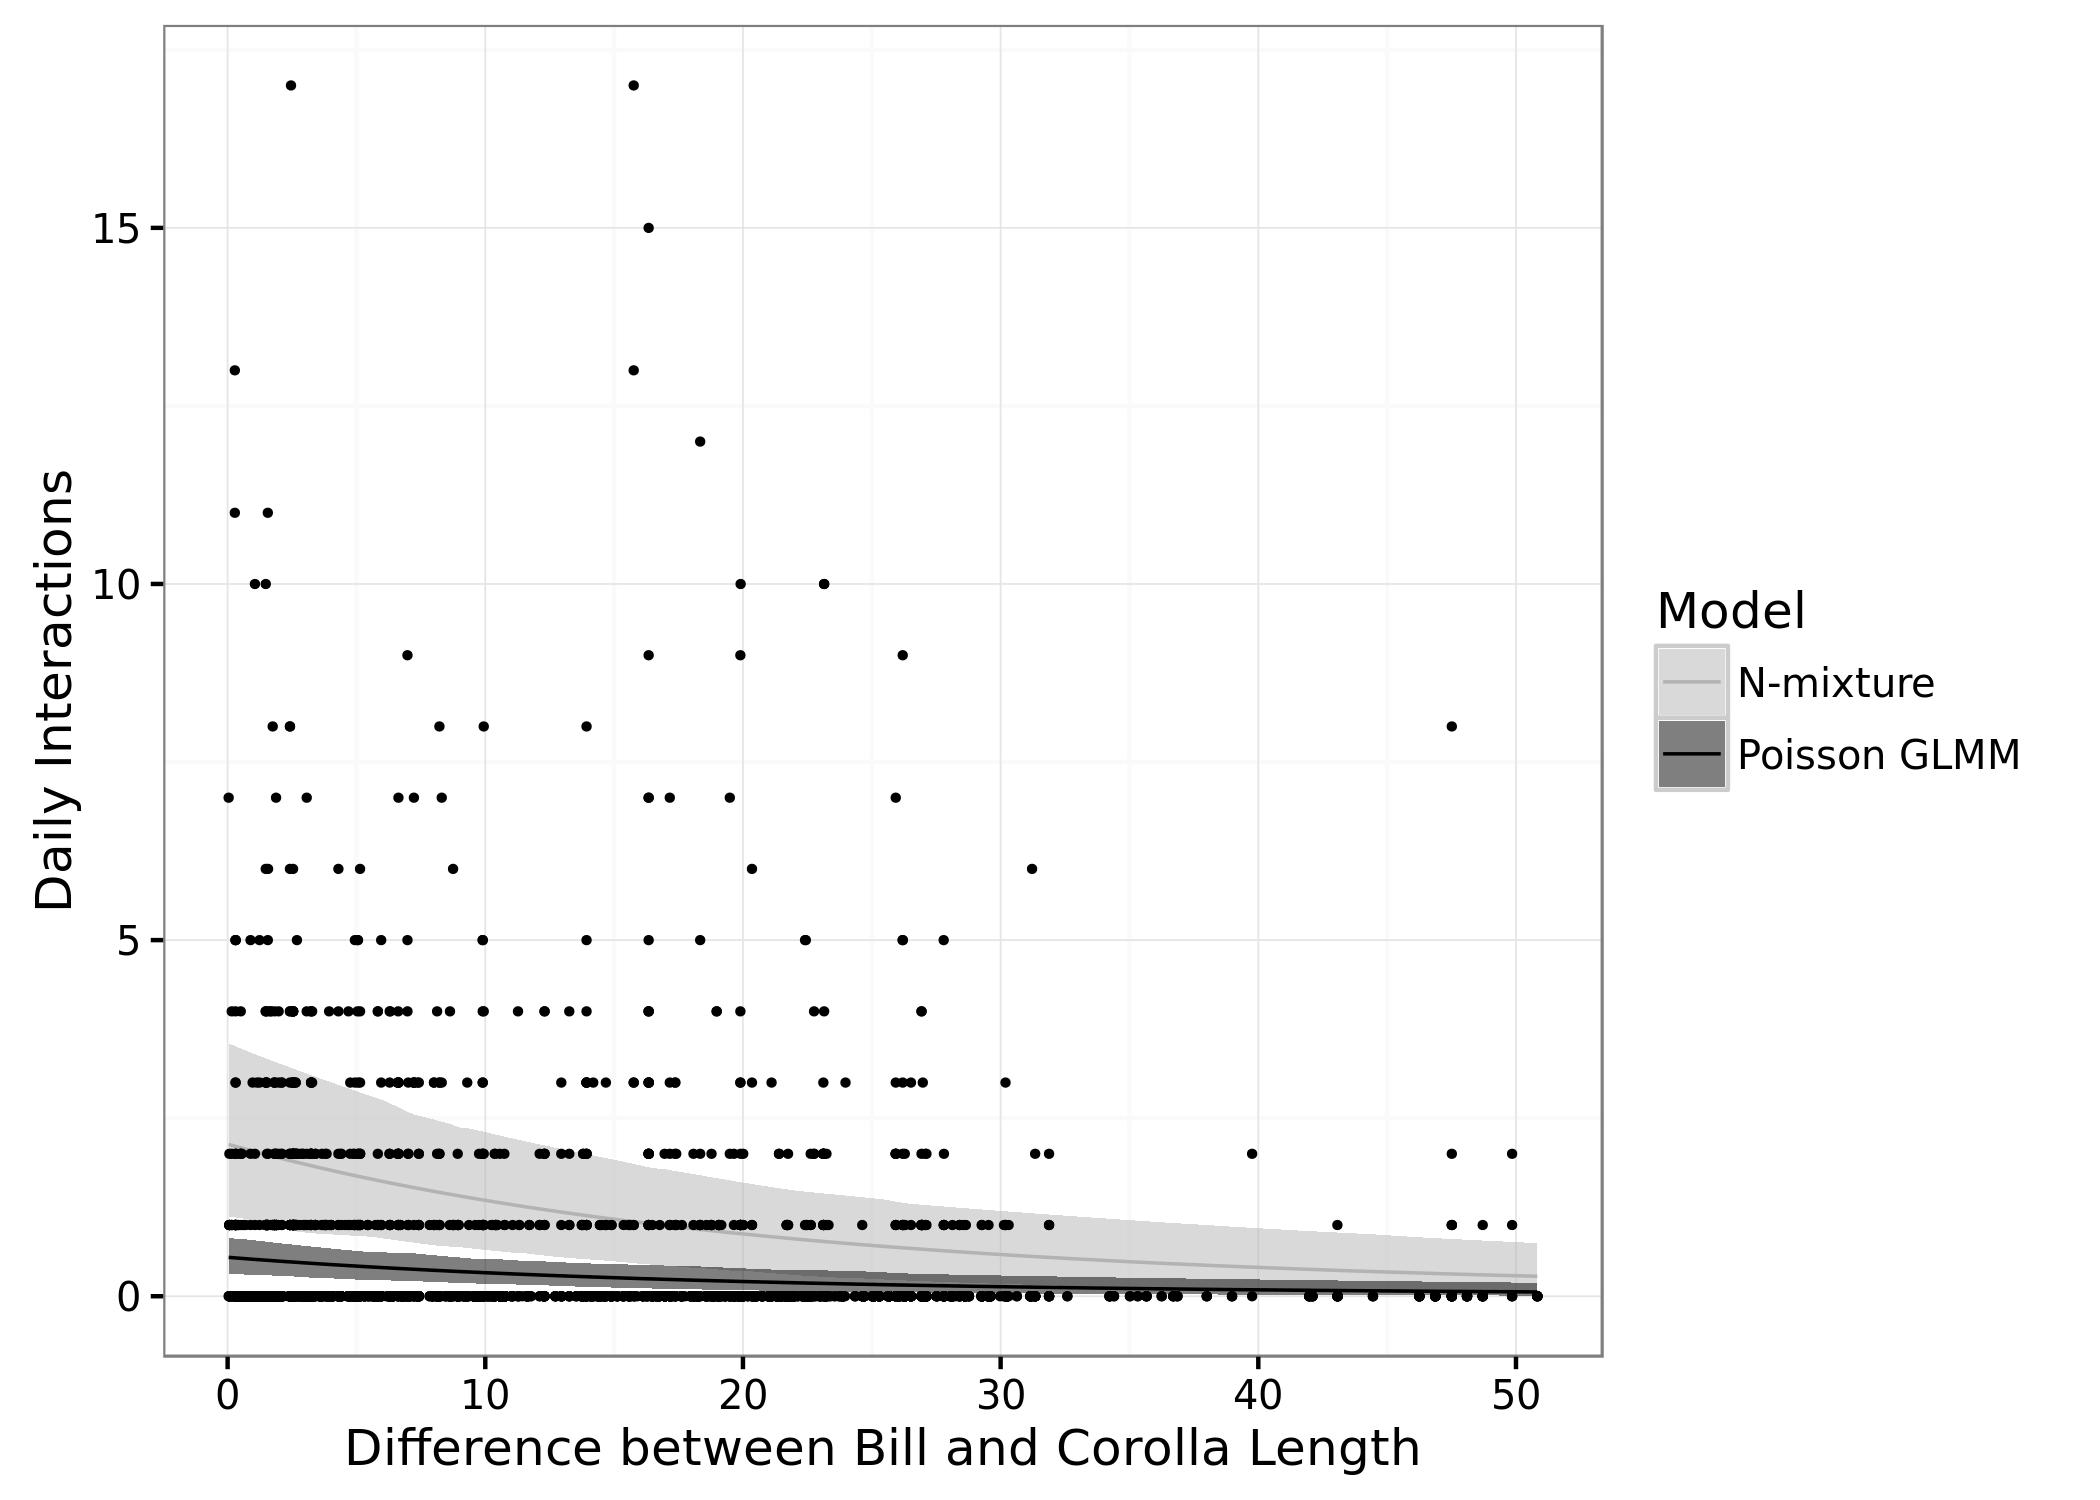 15
10
5
0
Daily Interactions
0 10 20 30 40 50
Difference between Bill and Corolla Length
Model
N-mixture
Poisson GLMM